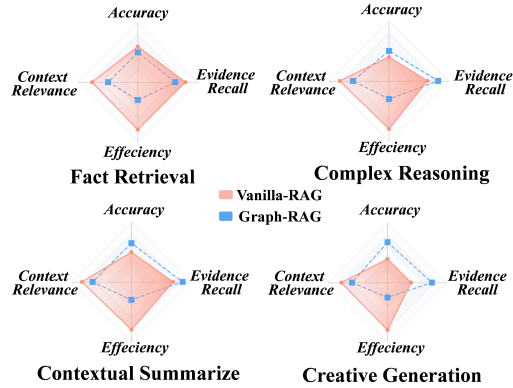 Accuracy
Context
Relevance
Evidence
Recall
Effeciency
Fact Retrieval
Accuracy
Context
Relevance
Evidence
Recall
Effeciency
Complex Reasoning
Vanilla-RAG
Graph-RAG
Accuracy
Context
Relevance
Evidence
Recall
Effeciency
Contextual Summarize
Accuracy
Context
Relevance
Evidence
Recall
Effeciency
Creative Generation